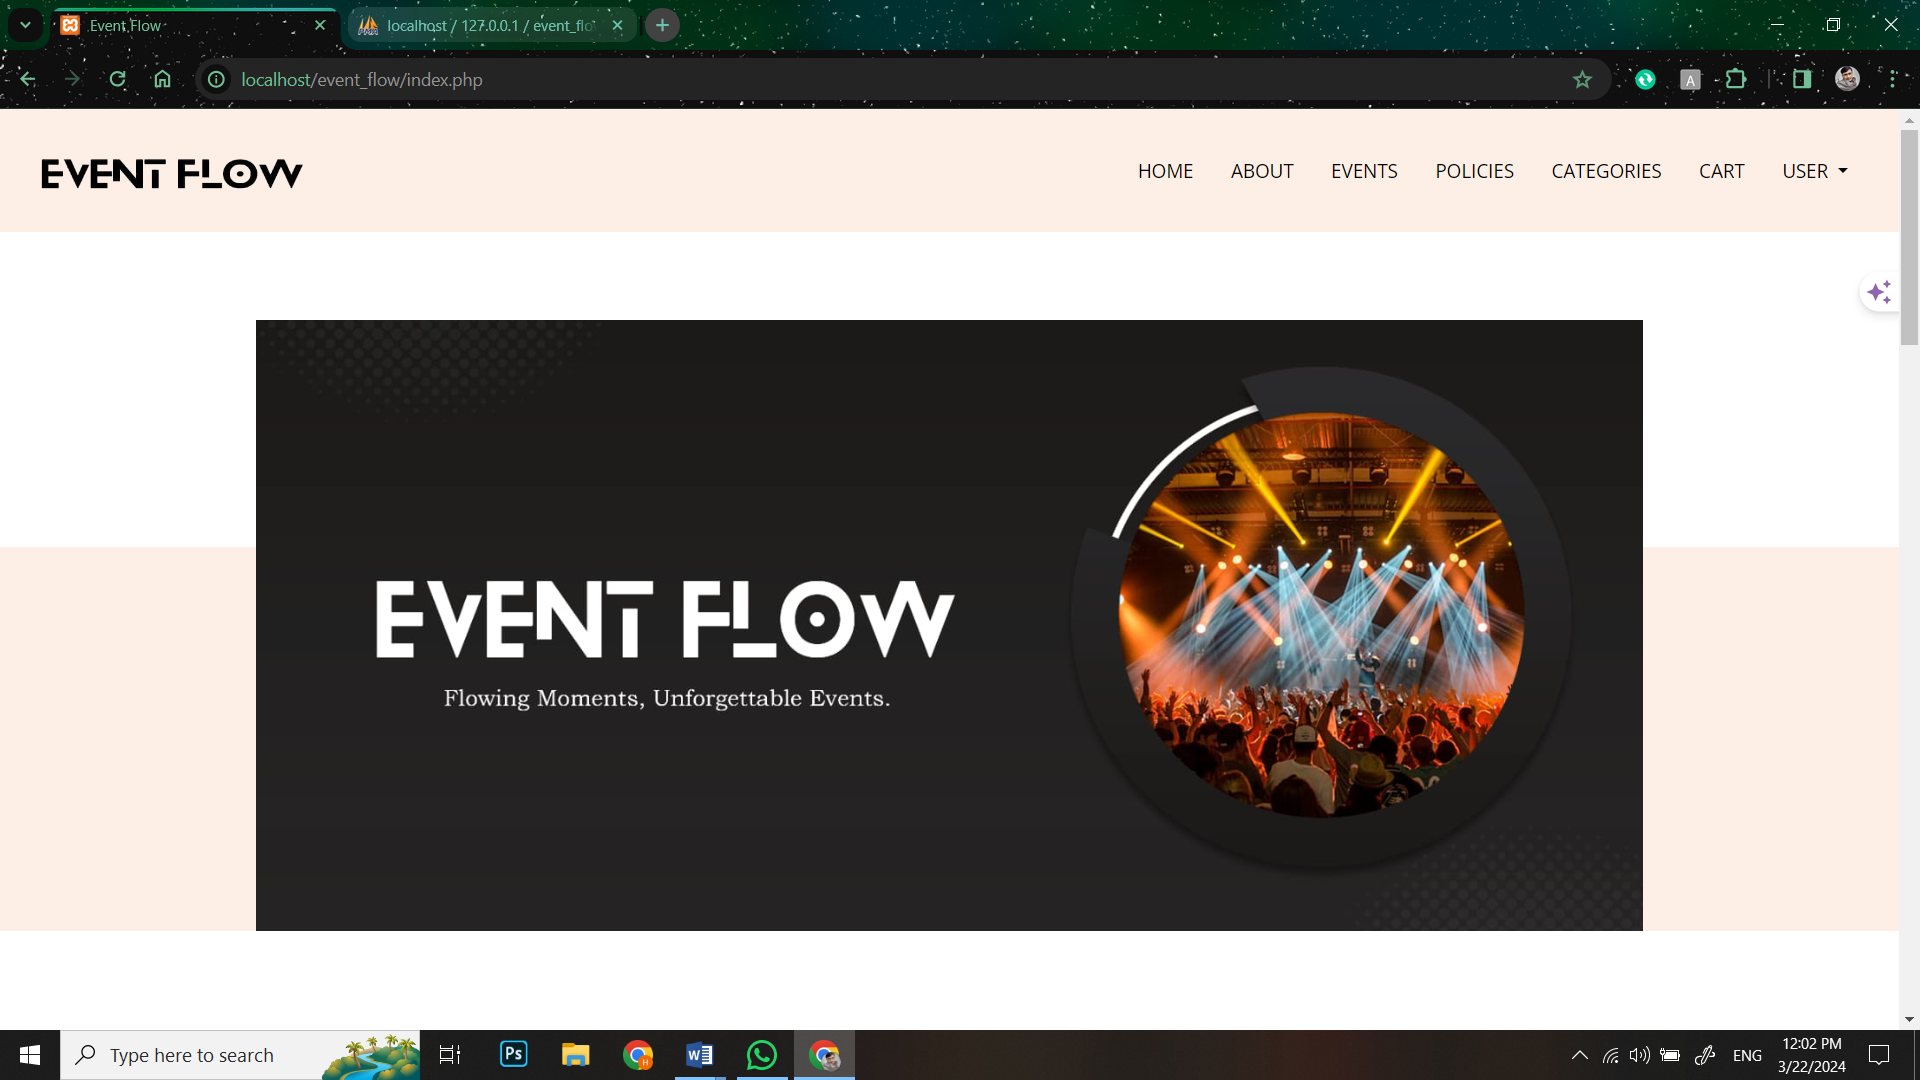 Event Flow
localhost / 127.0.0.1 / event_flo
localhost/event_flow/index.php
A
EVENT FLOW
HOME ABOUT EVENTS POLICIES CATEGORIES CART USER
EVENT FLOW
Flowing Moments, Unforgettable Events.
Type here to search
Ps
W
H
ENG
12:02 PM
3/22/2024